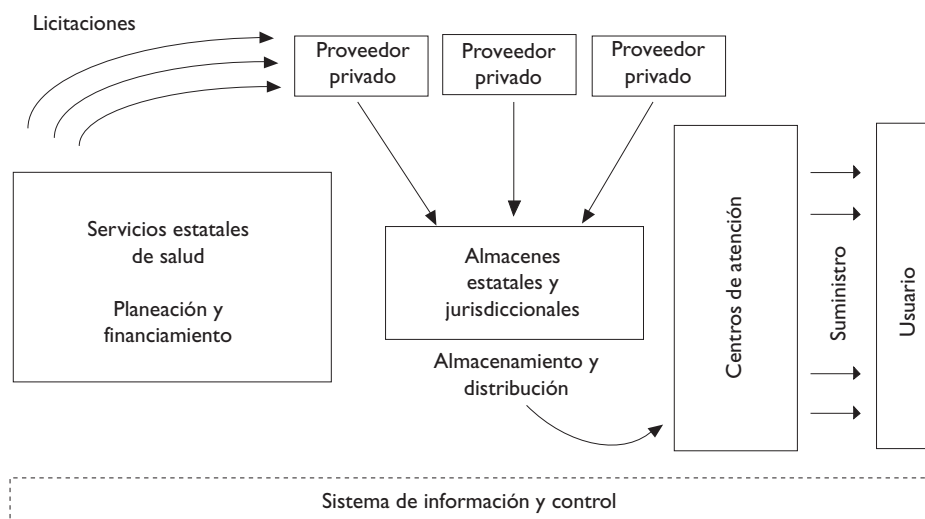 Licitaciones
Proveedor
privado
Proveedor
privado
Proveedor
privado
Servicios estatales
de salud
Planeación y
financiamiento
Almacenes
estatales y
jurisdiccionales
Almacenamiento y
distribución
Centros de atención
Suministro
Usuario
Sistema de información y control